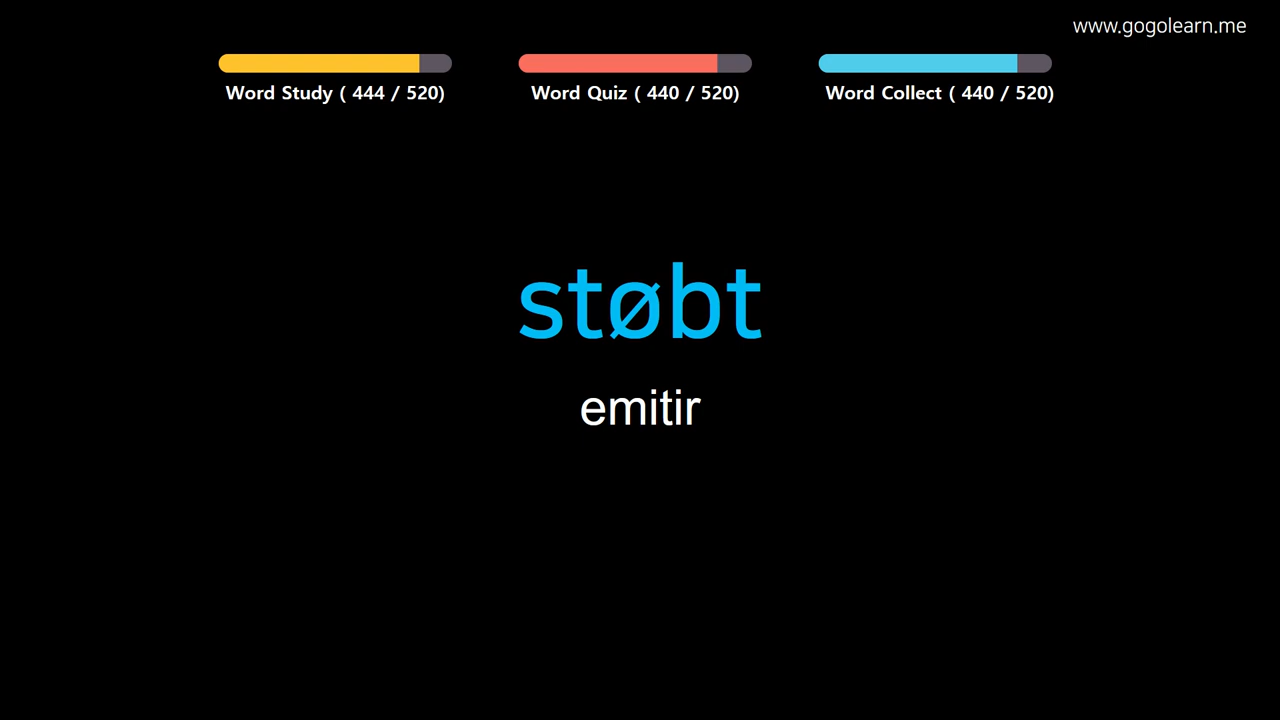 www.gogolearn.me
Word Study ( 444 / 520)
Word Quiz ( 440 / 520)
Word Collect ( 440 / 520)
støbt
emitir